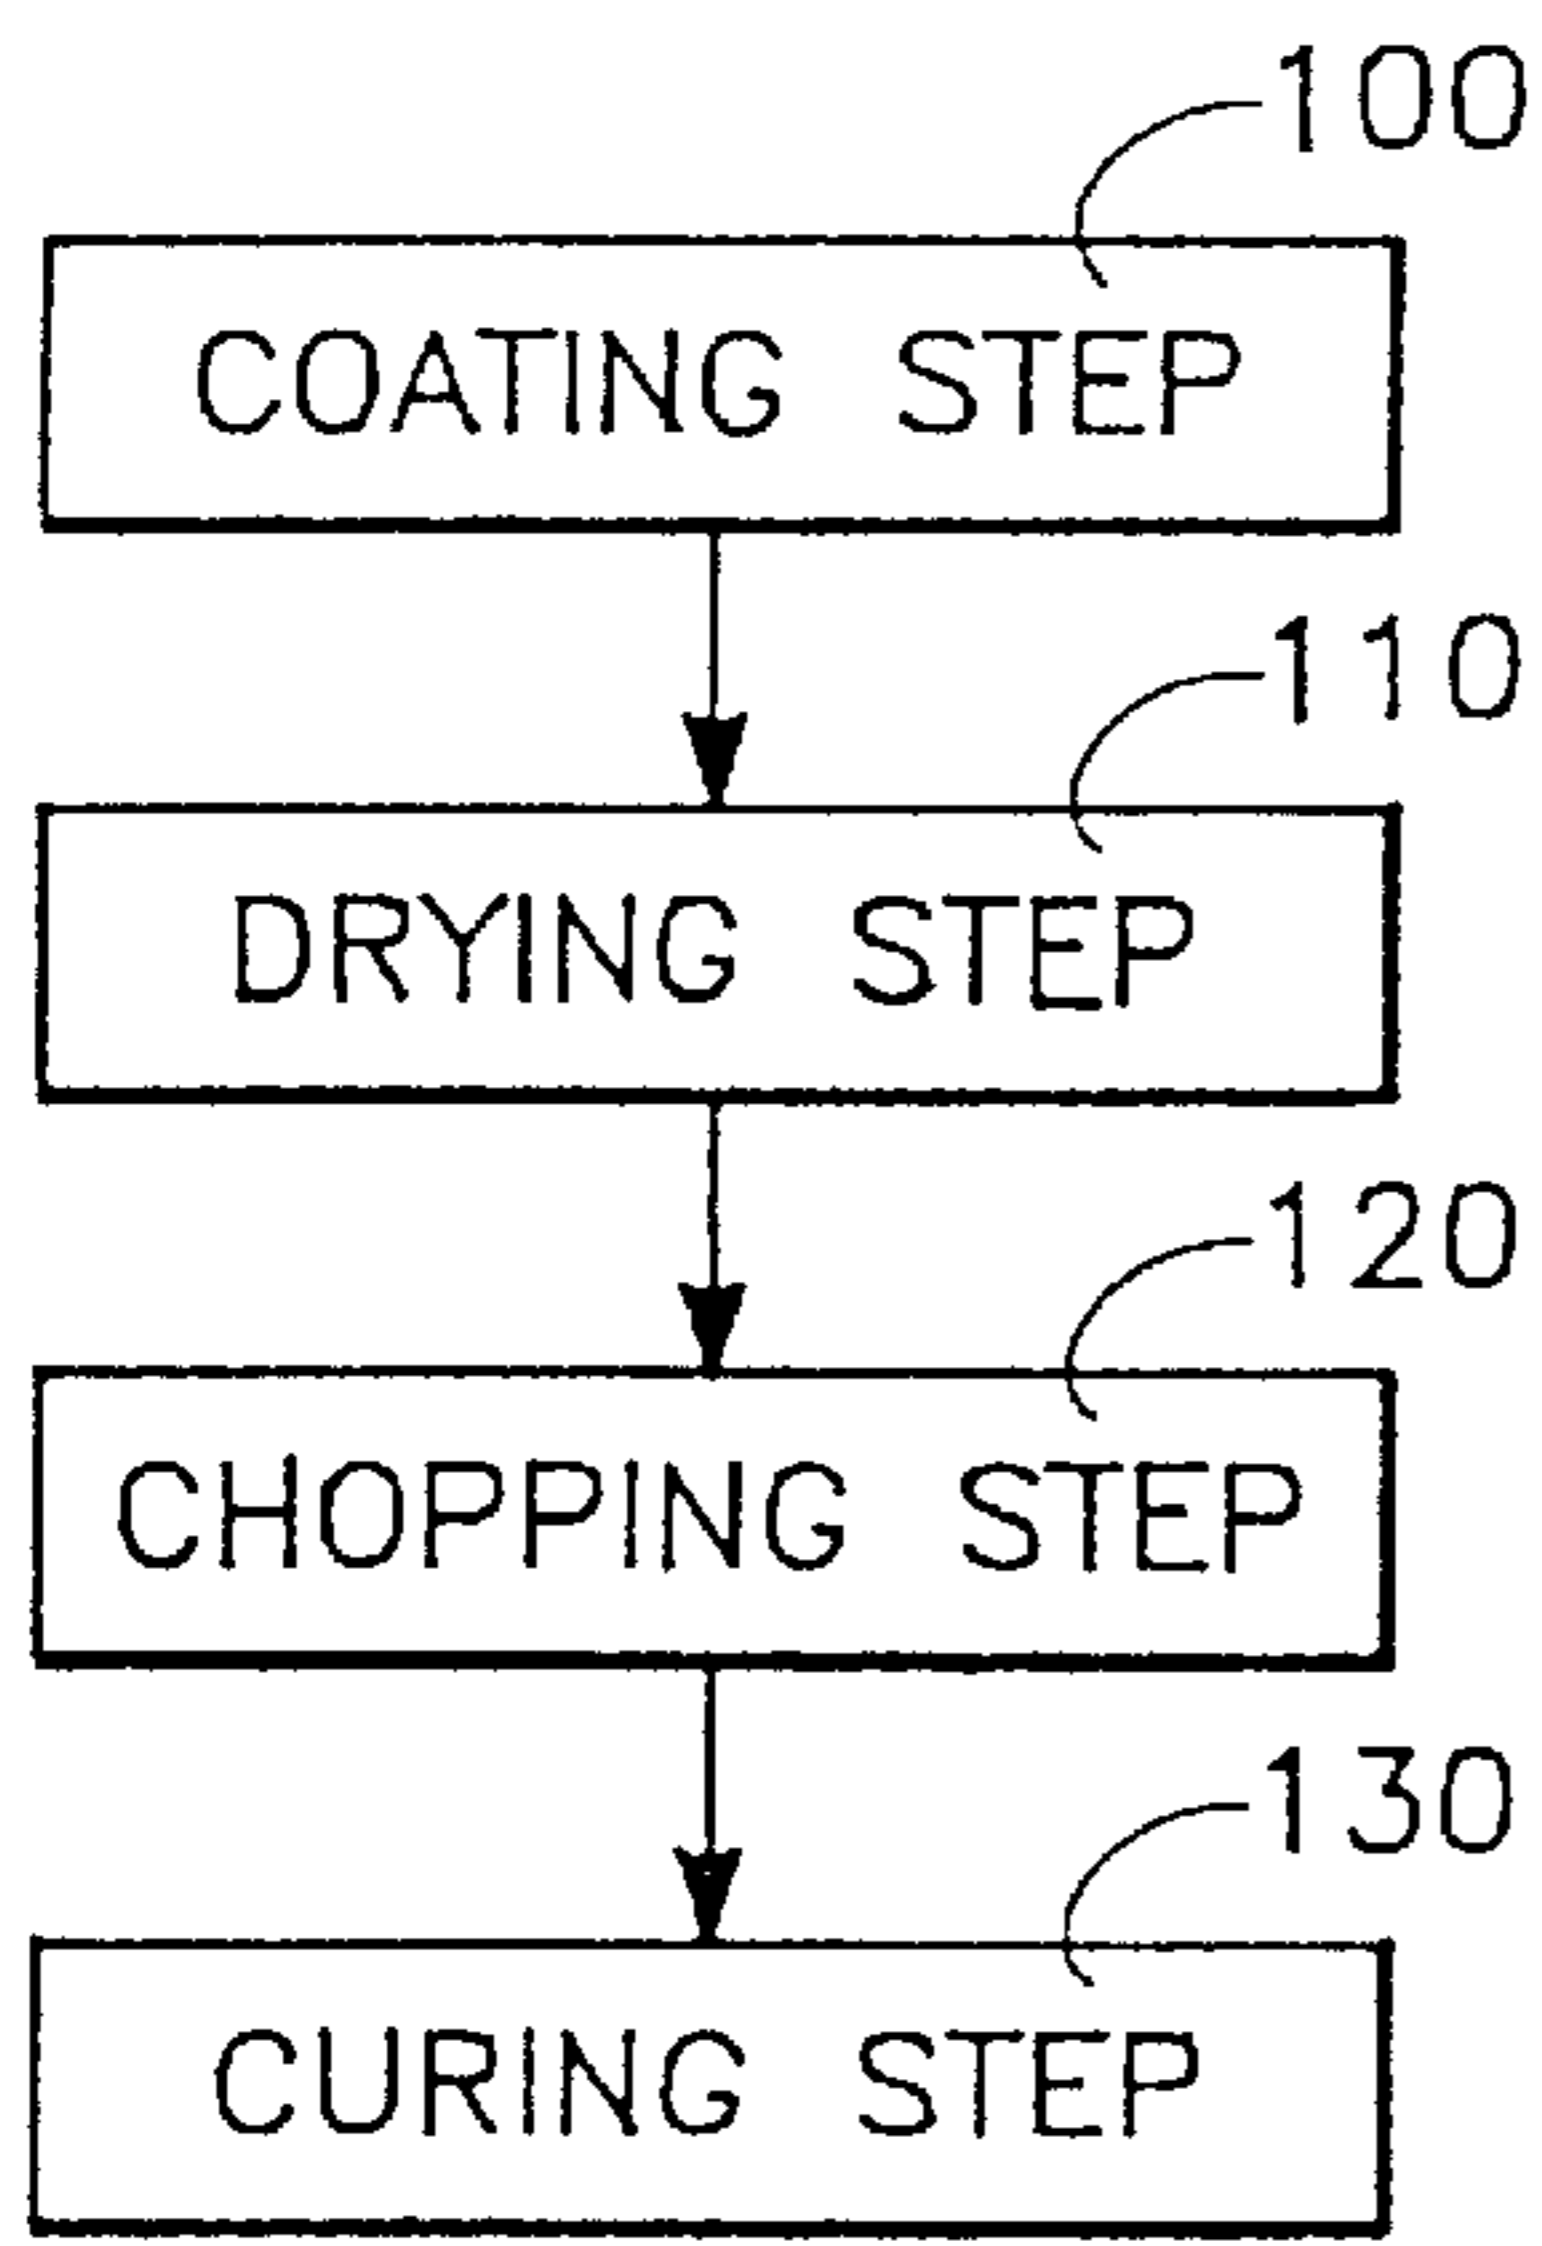 100
COATING STEP
110
DRYING STEP
120
CHOPPING STEP
130
CURING STEP